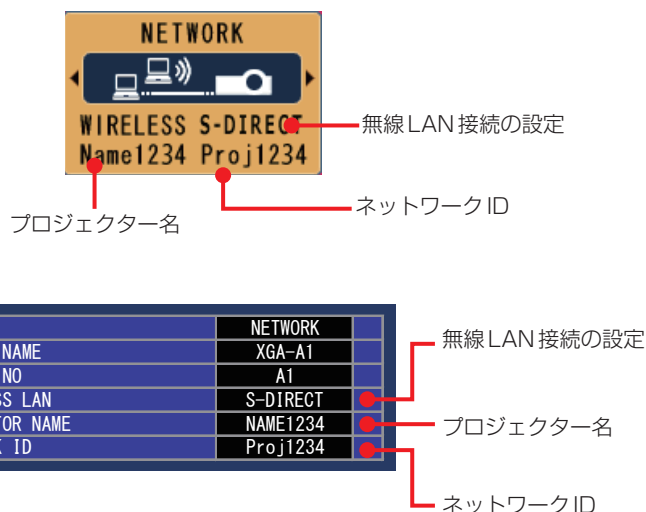 NETWORK
WIRELESS S-DIRECT
Name1234 Proj1234
無線LAN接続の設定
ネットワークID
プロジェクター名
NETWORK
NAME XGA-A1
NO A1
LAN S-DIRECT
NAME NAME1234
ID Proj1234
無線LAN接続の設定
プロジェクター名
ネットワークID